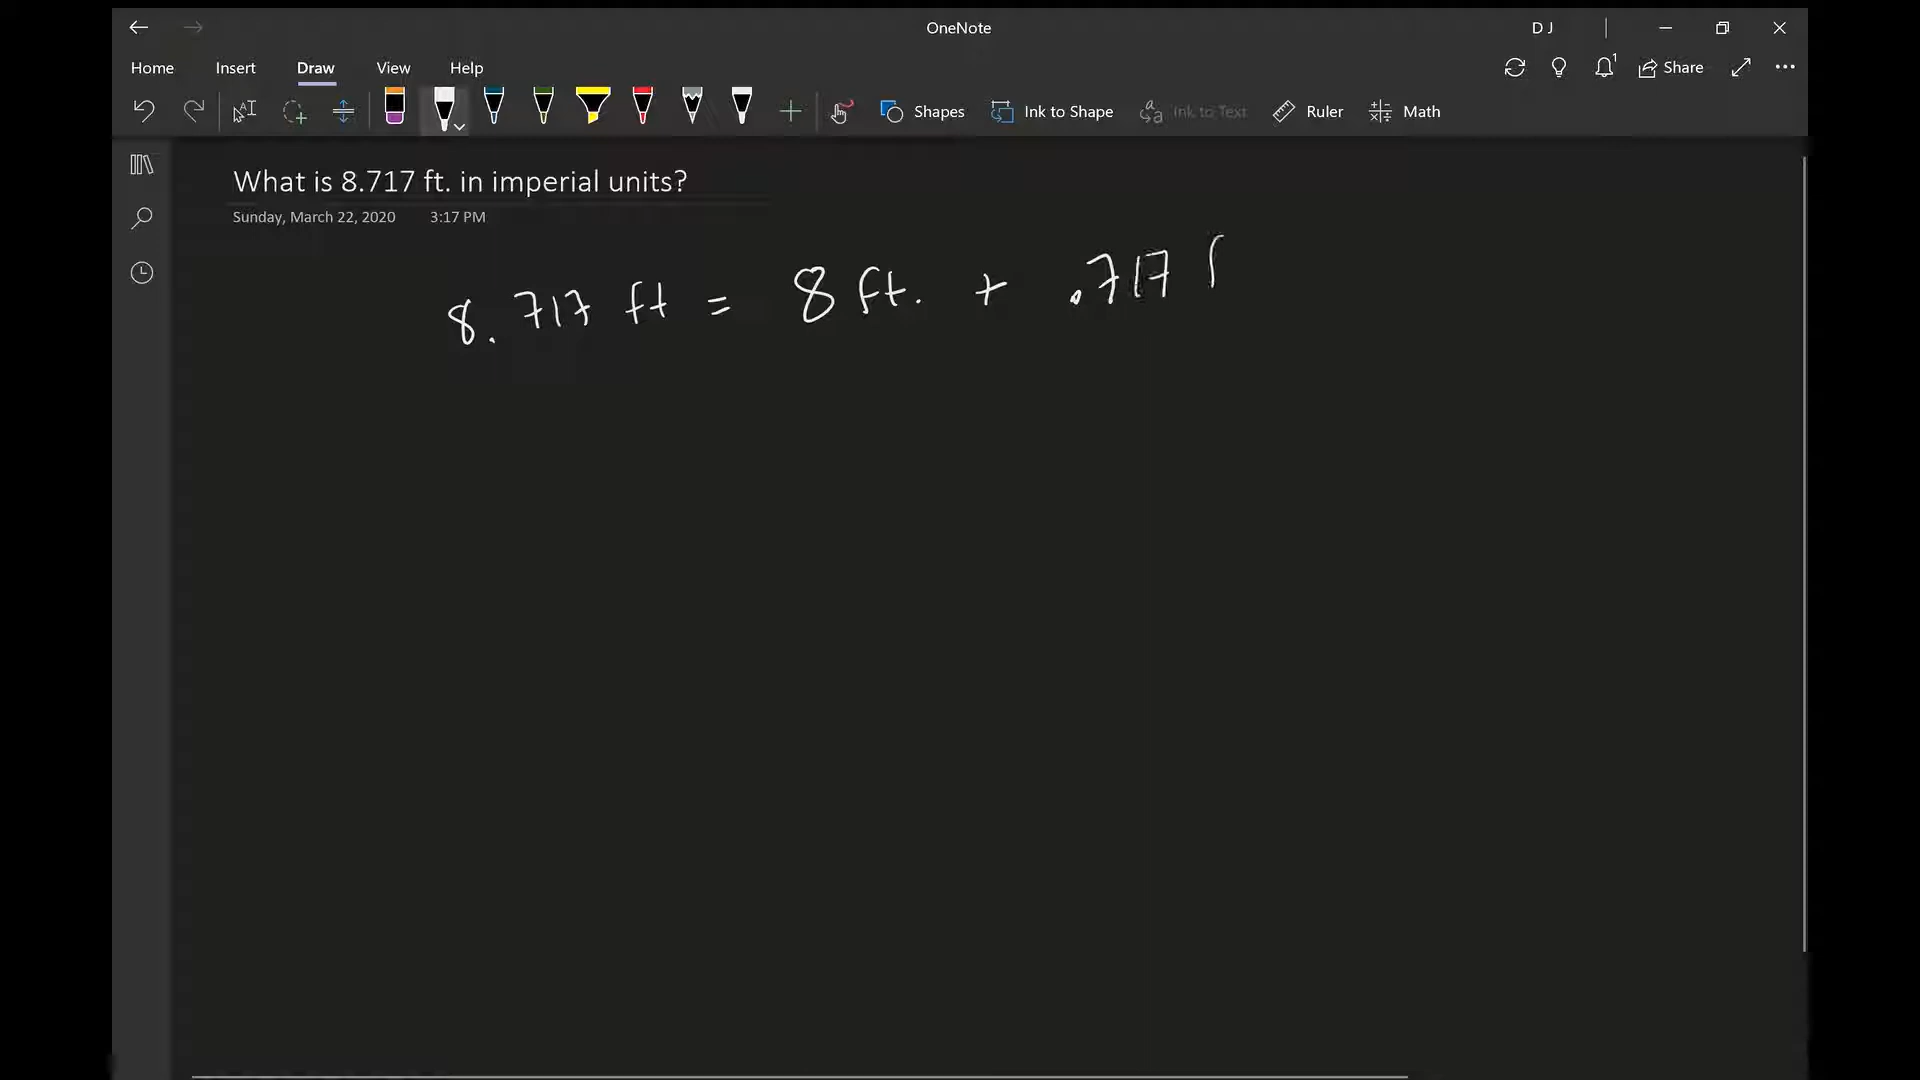 OneNote
D J
Home Insert Draw View Help
1 Share
Shapes Ink to Shape Ink to Text Ruler Math
What is 8.717 ft. in imperial units?
Sunday, March 22, 2020 3:17 PM
8.717 ft = 8 ft. + .717 f